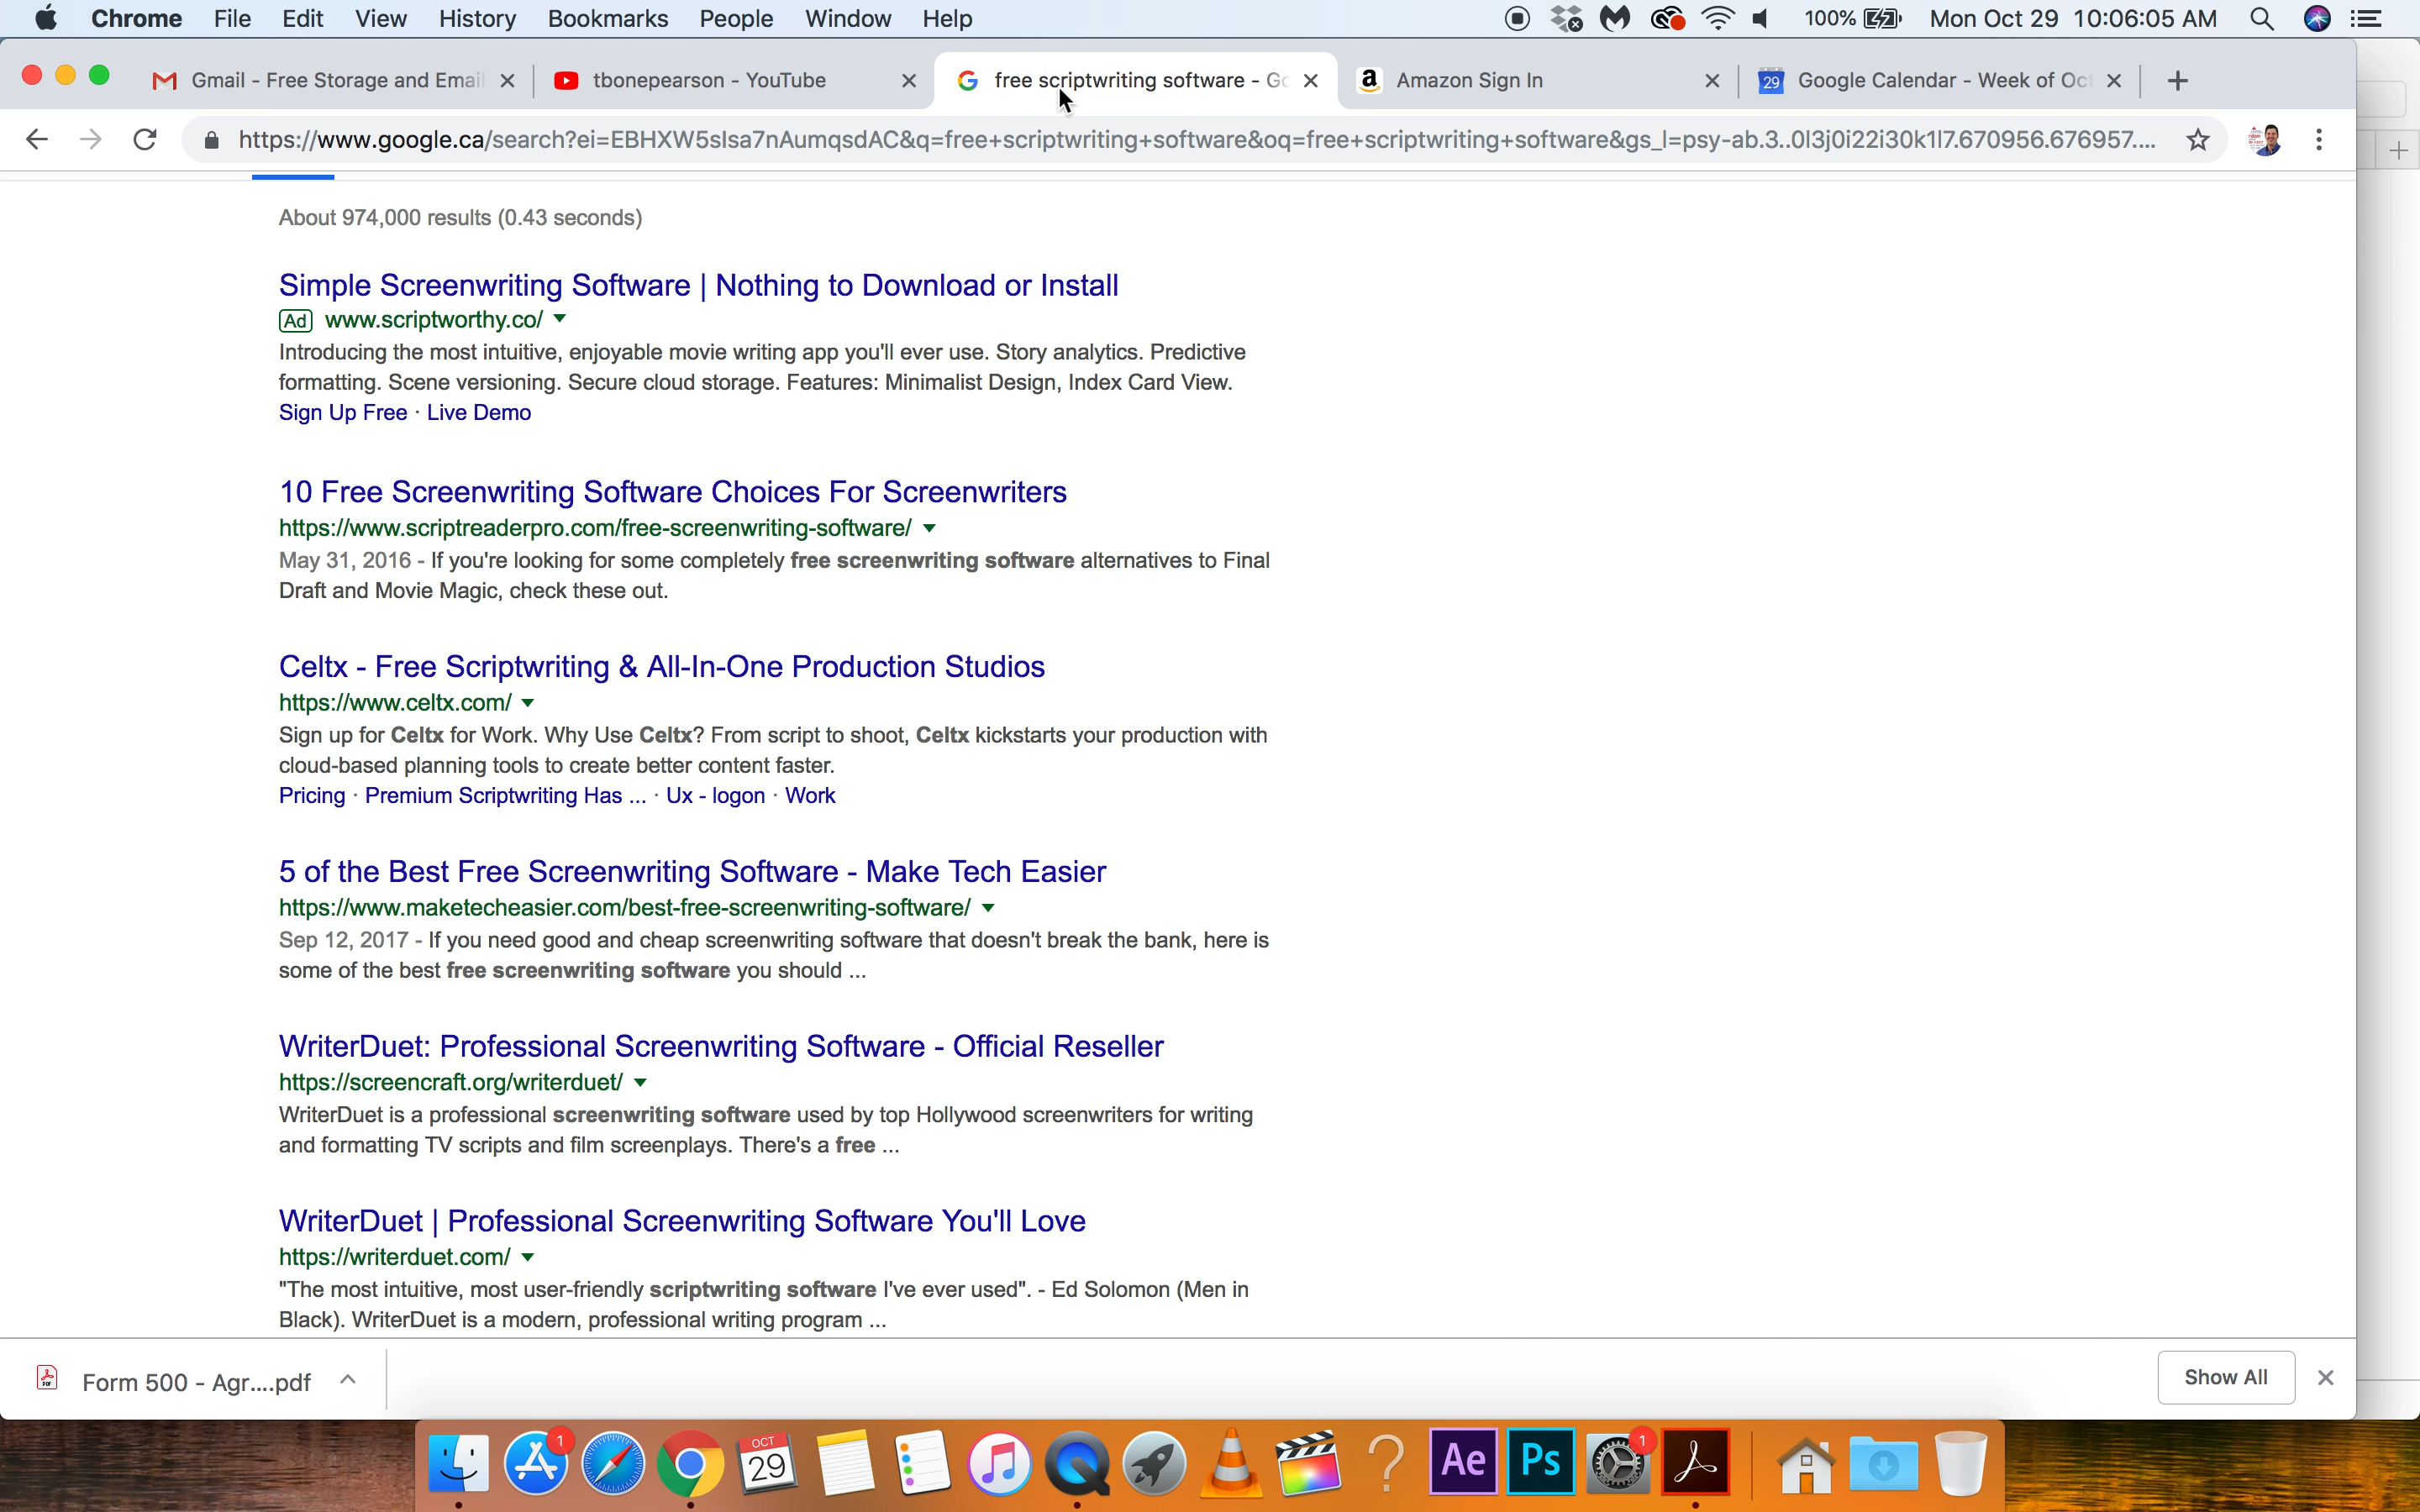 Chrome File Edit View History Bookmarks People Window Help 100% Mon Oct 29 10:06:05 AM
Gmail - Free Storage and Email tbonepearson - YouTube free scriptwriting software - Go Amazon Sign In 29 Google Calendar - Week of Oct
https://www.google.ca/search?ei=EBHXW5sIsa7nAumqsdAC&q=free+scriptwriting+software&oq=free+scriptwriting+software&gs_l=psy-ab.3..0l3j0i22i30k1l7.670956.676957....
About 974,000 results (0.43 seconds)
Simple Screenwriting Software | Nothing to Download or Install
Ad www.scriptworthy.co/
Introducing the most intuitive, enjoyable movie writing app you'll ever use. Story analytics. Predictive
formatting. Scene versioning. Secure cloud storage. Features: Minimalist Design, Index Card View.
Sign Up Free · Live Demo
10 Free Screenwriting Software Choices For Screenwriters
https://www.scriptreaderpro.com/free-screenwriting-software/
May 31, 2016 - If you're looking for some completely free screenwriting software alternatives to Final
Draft and Movie Magic, check these out.
Celtx - Free Scriptwriting & All-In-One Production Studios
https://www.celtx.com/
Sign up for Celtx for Work. Why Use Celtx? From script to shoot, Celtx kickstarts your production with
cloud-based planning tools to create better content faster.
Pricing · Premium Scriptwriting Has ... · Ux - logon · Work
5 of the Best Free Screenwriting Software - Make Tech Easier
https://www.maketecheasier.com/best-free-screenwriting-software/
Sep 12, 2017 - If you need good and cheap screenwriting software that doesn't break the bank, here is
some of the best free screenwriting software you should ...
WriterDuet: Professional Screenwriting Software - Official Reseller
https://screencraft.org/writerduet/
WriterDuet is a professional screenwriting software used by top Hollywood screenwriters for writing
and formatting TV scripts and film screenplays. There's a free ...
WriterDuet | Professional Screenwriting Software You'll Love
https://writerduet.com/
"The most intuitive, most user-friendly scriptwriting software I've ever used". - Ed Solomon (Men in
Black). WriterDuet is a modern, professional writing program ...
Form 500 - Agr....pdf Show All
1 OCT 29 Ae Ps 1